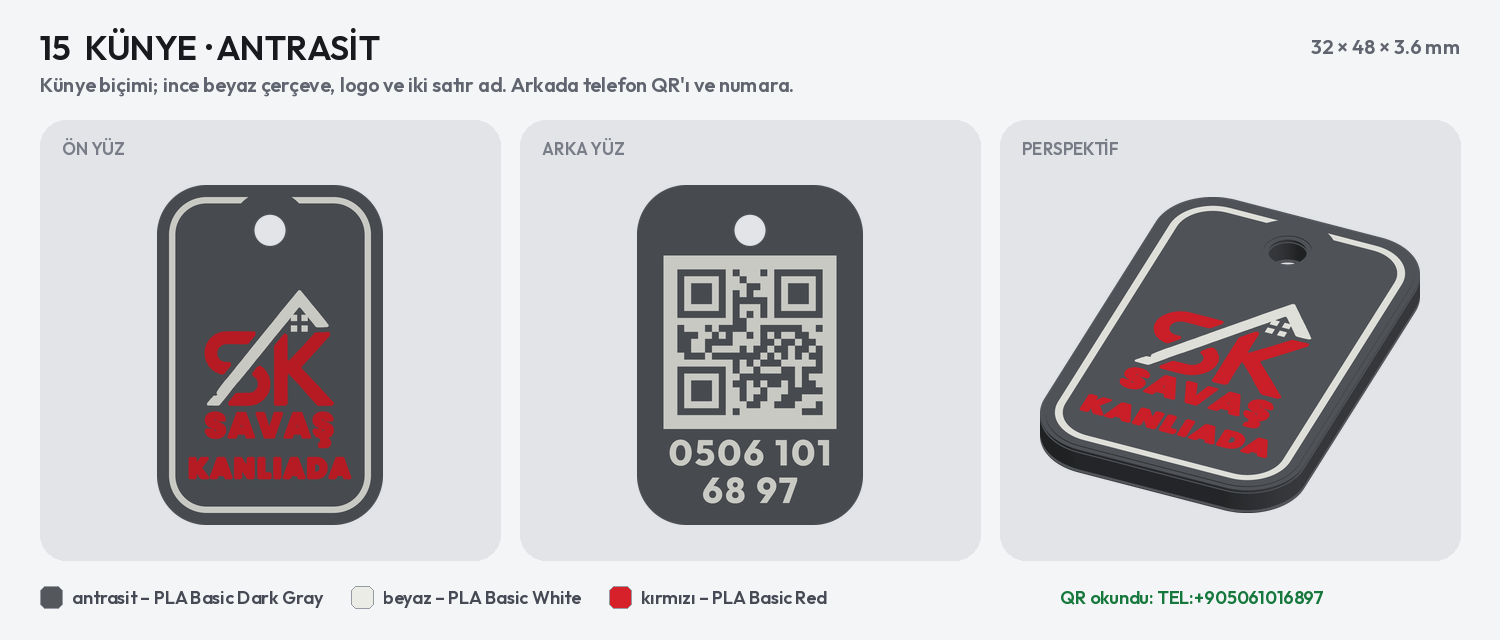 15 KÜNYE · ANTRASİT
32 × 48 × 3.6 mm
Künye biçimi; ince beyaz çerçeve, logo ve iki satır ad. Arkada telefon QR'ı ve numara.
ÖN YÜZ
SK
SAVAŞ
KANLIADA
ARKA YÜZ
0506 101
68 97
PERSPEKTİF
SK
SAVAŞ
KANLIADA
antrasit – PLA Basic Dark Gray
beyaz – PLA Basic White
kırmızı – PLA Basic Red
QR okundu: TEL:+905061016897